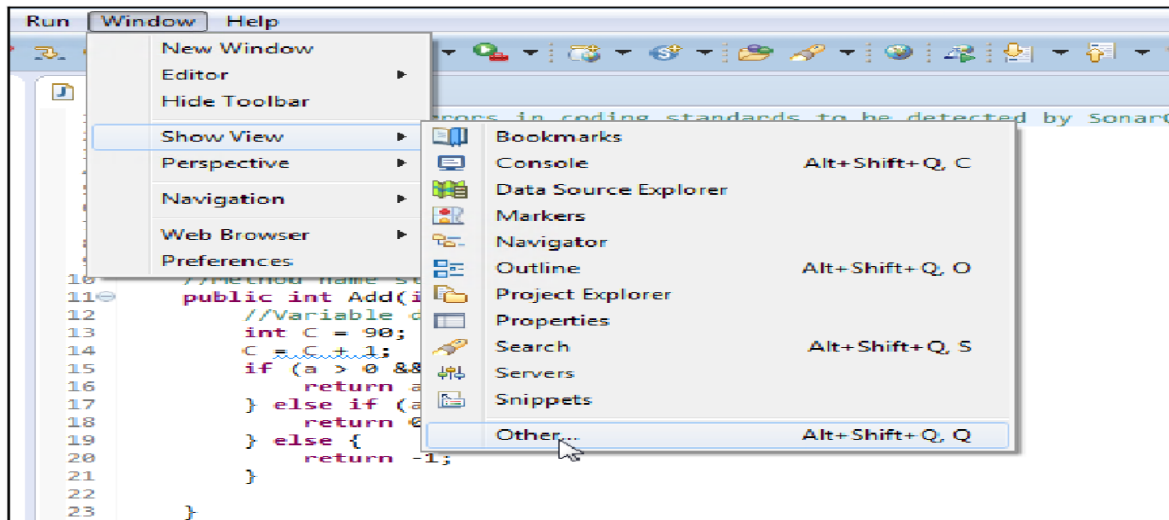 Run Window Help
New Window
Editor
Hide Toolbar
Show View
Perspective
Navigation
Web Browser
Preferences
in coding standards to be detected by
Bookmarks
Console Alt+Shift+Q, C
Data Source Explorer
Markers
Navigator
Outline Alt+Shift+Q, O
Project Explorer
Properties
Search Alt+Shift+Q, S
Servers
Snippets
Other... Alt+Shift+Q, Q
10 //Method name
11 public int Add(
12 //Variable
13 int C = 90;
14 C = C + 1;
15 if (a > 0 &&
16 return
17 } else if (
18 return
19 } else {
20 return -1;
21 }
22
23 }